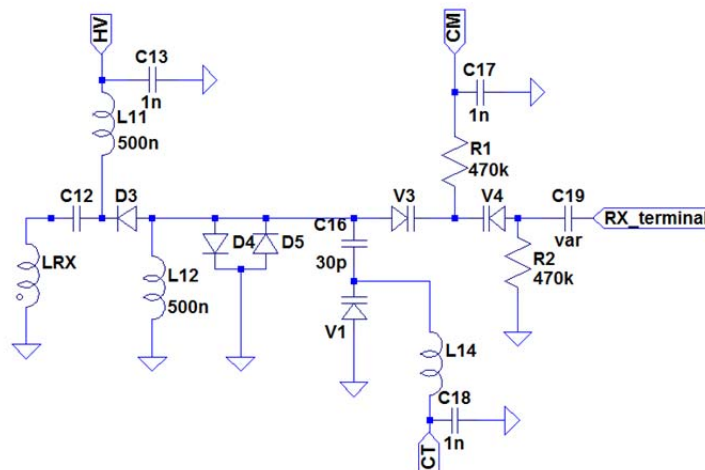 HV
CM
C13
1n
C17
1n
L11
500n
R1
470k
C12
D3
V3
V4
C19
RX_terminal
var
C16
30p
D4
D5
R2
470k
LRX
L12
500n
V1
L14
C18
1n
CT